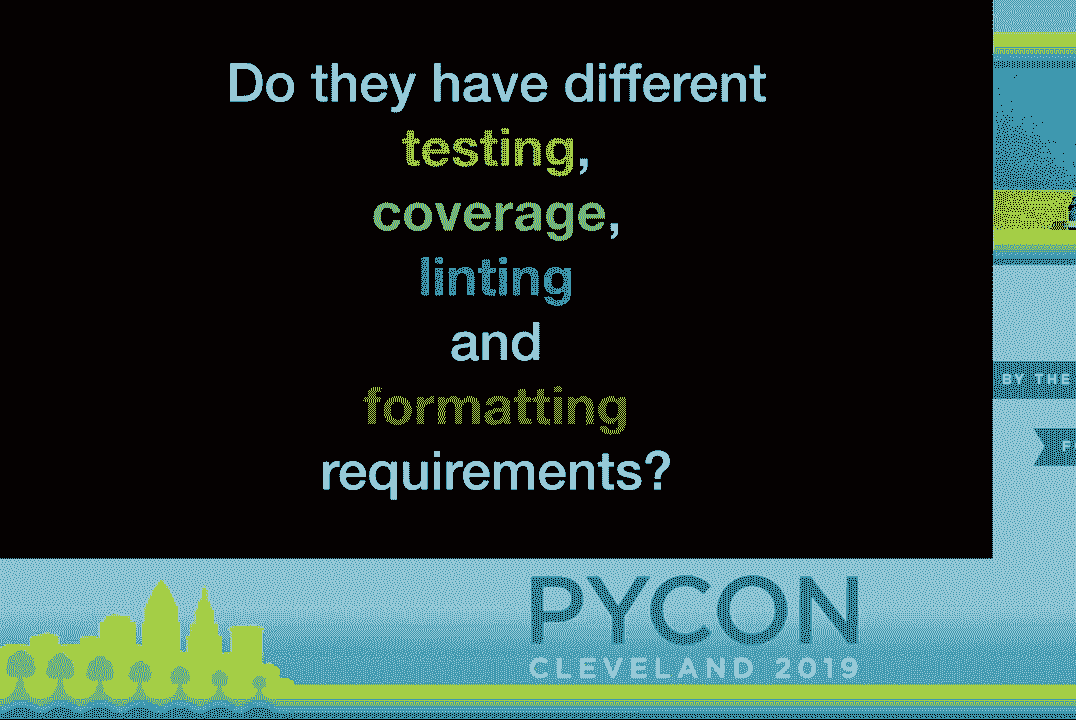 Do they have different
testing,
coverage,
linting
and
formatting
requirements?
BY THE
PYCON
CLEVELAND 2019